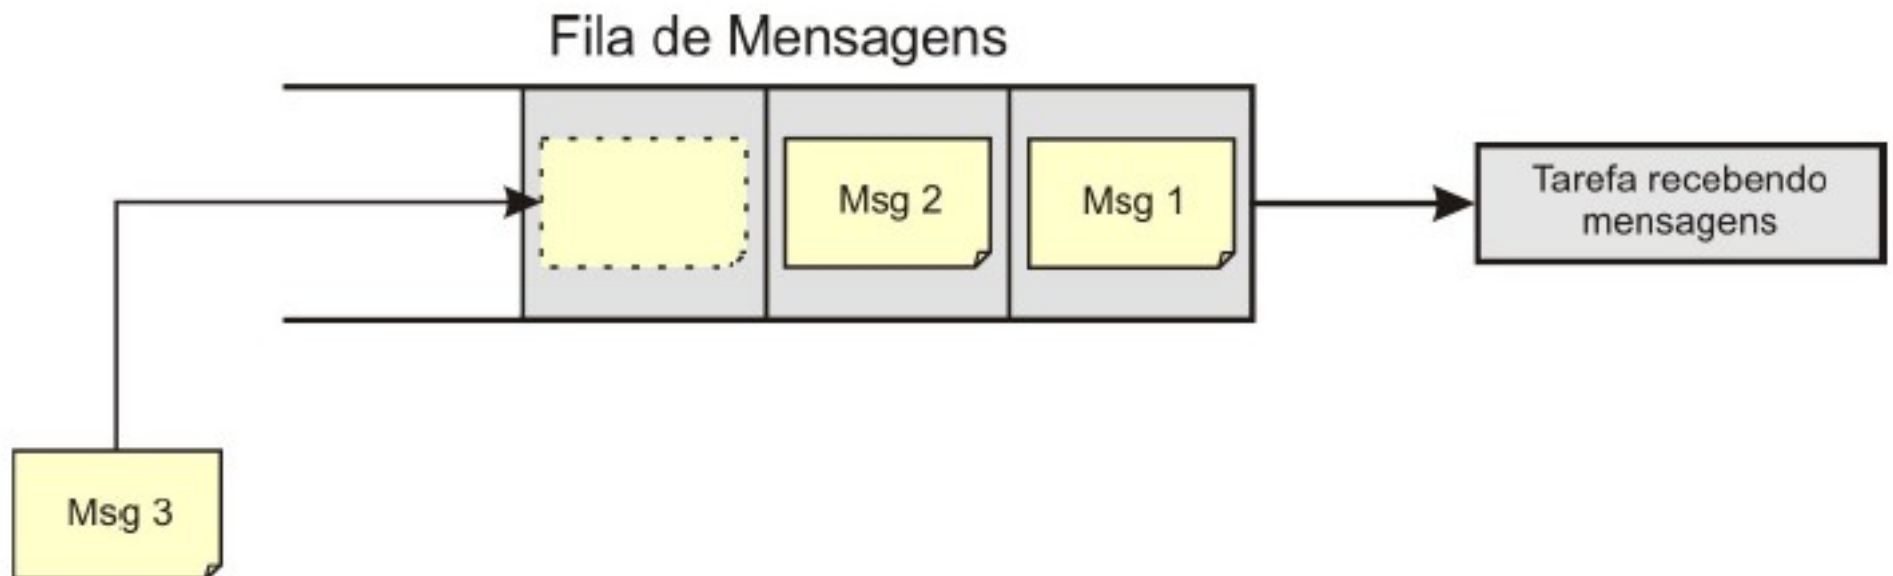 Fila de Mensagens
Msg 2
Msg 1
Tarefa recebendo
mensagens
Msg 3